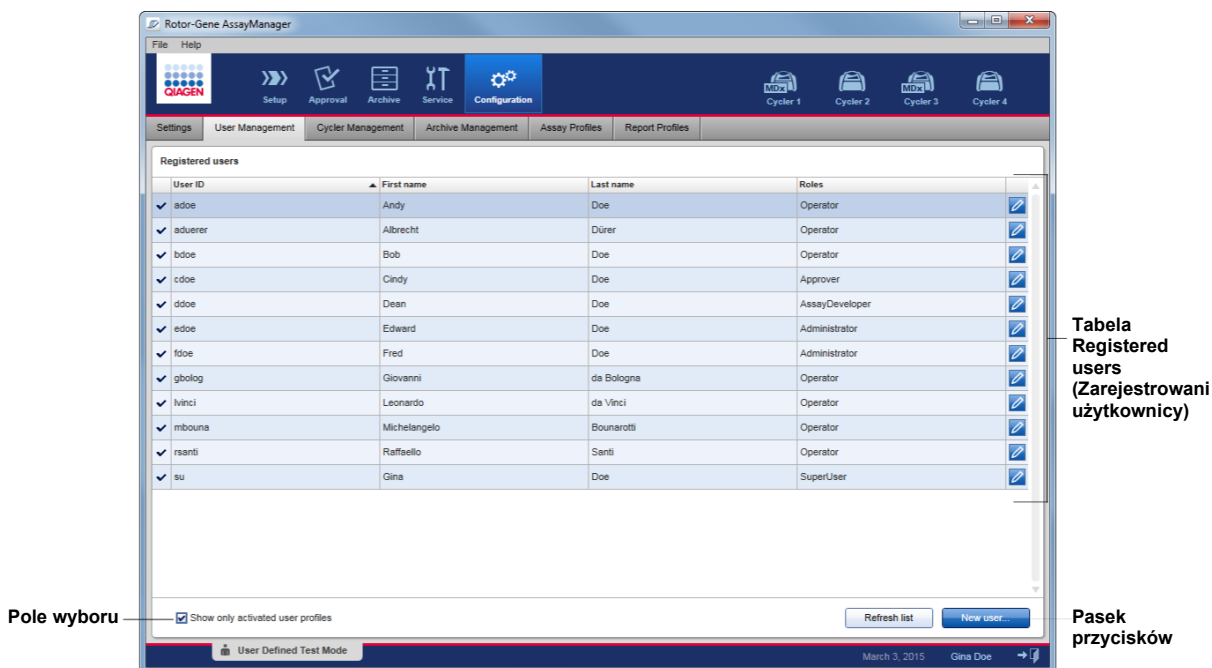 Rotor-Gene AssayManager
File Help
QIAGEN
Setup Approval Archive Service Configuration
MDx MDx
Cycler 1 Cycler 2 Cycler 3 Cycler 4
Settings User Management Cycler Management Archive Management Assay Profiles Report Profiles
Registered users
User ID First name Last name Roles
adoe Andy Doe Operator
aduerer Albrecht Dürer Operator
bdoe Bob Doe Operator
cdoe Cindy Doe Approver
ddoe Dean Doe AssayDeveloper
edoe Edward Doe Administrator
fdoe Fred Doe Administrator
gbolog Giovanni da Bologna Operator
lvinci Leonardo da Vinci Operator
mbouna Michelangelo Bounarotti Operator
rsanti Raffaello Santi Operator
su Gina Doe SuperUser
Tabela
Registered
users
(Zarejestrowani
użytkownicy)
Pole wyboru
Show only activated user profiles
Refresh list New user...
Pasek
przycisków
User Defined Test Mode
March 3, 2015 Gina Doe